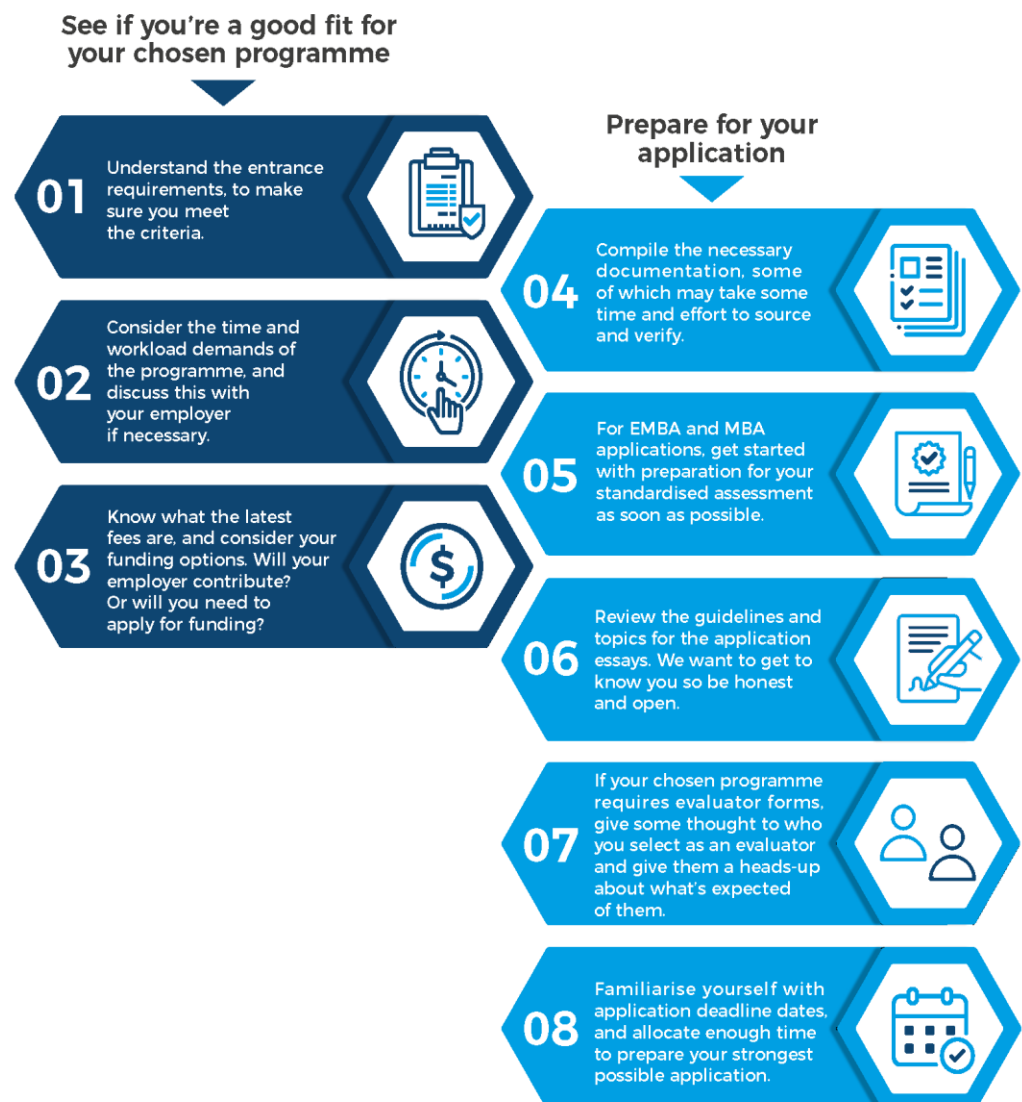 See if you're a good fit for
your chosen programme
01
Understand the entrance
requirements, to make
sure you meet
the criteria.
02
Consider the time and
workload demands of
the programme, and
discuss this with
your employer
if necessary.
03
Know what the latest
fees are, and consider your
funding options. Will your
employer contribute?
Or will you need to
apply for funding?
$
Prepare for your
application
04
Compile the necessary
documentation, some
of which may take some
time and effort to source
and verify.
05
For EMBA and MBA
applications, get started
with preparation for your
standardised assessment
as soon as possible.
06
Review the guidelines and
topics for the application
essays. We want to get to
know you so be honest
and open.
07
If your chosen programme
requires evaluator forms,
give some thought to who
you select as an evaluator
and give them a heads-up
about what's expected
of them.
08
Familiarise yourself with
application deadline dates,
and allocate enough time
to prepare your strongest
possible application.